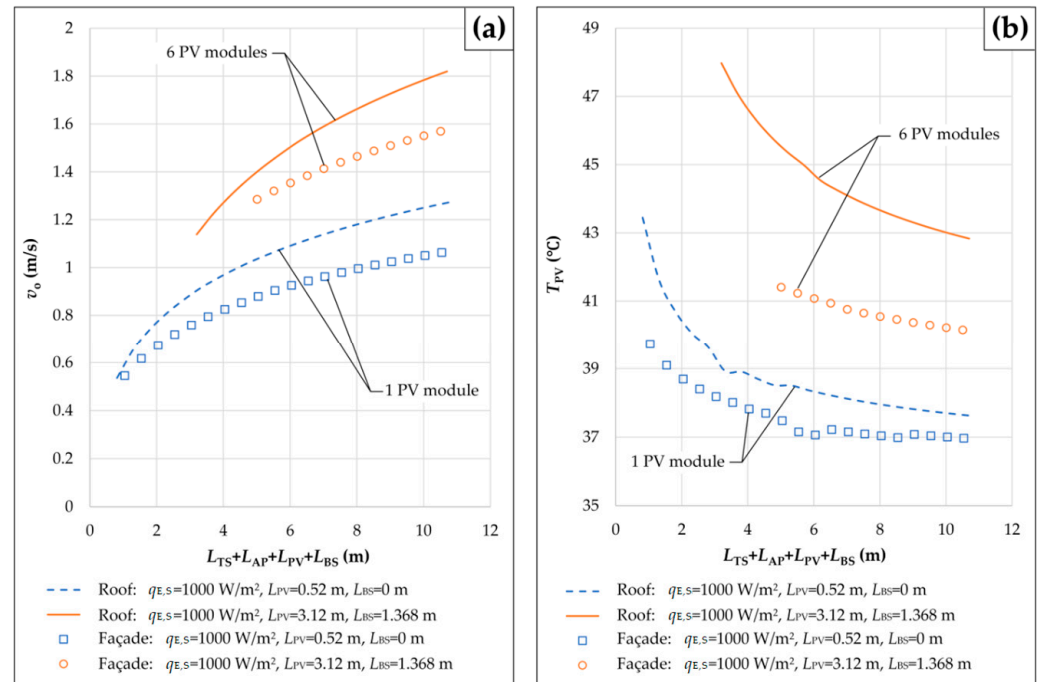 (a)
2
1.8
1.6
1.4
1.2
1
0.8
0.6
0.4
0.2
0
vₒ (m/s)
6 PV modules
1 PV module
0 2 4 6 8 10 12
L_TS+L_AP+L_PV+L_BS (m)
Roof: q_E,S=1000 W/m², L_PV=0.52 m, L_BS=0 m
Roof: q_E,S=1000 W/m², L_PV=3.12 m, L_BS=1.368 m
Façade: q_E,S=1000 W/m², L_PV=0.52 m, L_BS=0 m
Façade: q_E,S=1000 W/m², L_PV=3.12 m, L_BS=1.368 m
(b)
49
47
45
43
41
39
37
35
T_PV (°C)
6 PV modules
1 PV module
0 2 4 6 8 10 12
L_TS+L_AP+L_PV+L_BS (m)
Roof: q_E,S=1000 W/m², L_PV=0.52 m, L_BS=0 m
Roof: q_E,S=1000 W/m², L_PV=3.12 m, L_BS=1.368 m
Façade: q_E,S=1000 W/m², L_PV=0.52 m, L_BS=0 m
Façade: q_E,S=1000 W/m², L_PV=3.12 m, L_BS=1.368 m